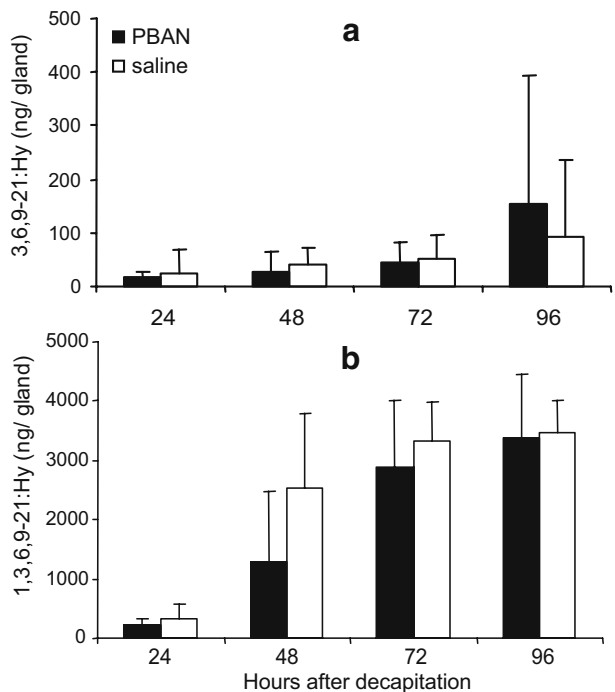 a
PBAN
saline
3,6,9-21:Hy (ng/ gland)
500
400
300
200
100
0
24 48 72 96
b
1,3,6,9-21:Hy (ng/ gland)
5000
4000
3000
2000
1000
0
24 48 72 96
Hours after decapitation